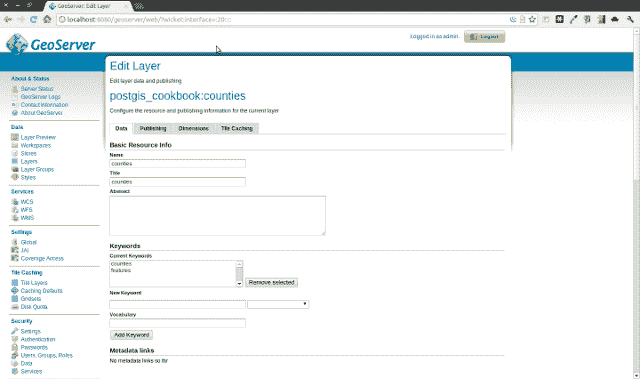 GeoServer: Edit Layer
localhost:8080/geoserver/web/?wicket:interface=:20::::
GeoServer
Logged in as admin.
Logout
About & Status
Server Status
GeoServer Logs
Contact Information
About GeoServer
Data
Layer Preview
Workspaces
Stores
Layers
Layer Groups
Styles
Services
WCS
WFS
WMS
Settings
Global
JAI
Coverage Access
Tile Caching
Tile Layers
Caching Defaults
Gridsets
Disk Quota
Security
Settings
Authentication
Passwords
Users, Groups, Roles
Data
Services
Edit Layer
Edit layer data and publishing
postgis_cookbook:counties
Configure the resource and publishing information for the current layer
Data
Publishing
Dimensions
Tile Caching
Basic Resource Info
Name
counties
Title
counties
Abstract
Keywords
Current Keywords
counties
features
Remove selected
New Keyword
Vocabulary
Add Keyword
Metadata links
No metadata links so far